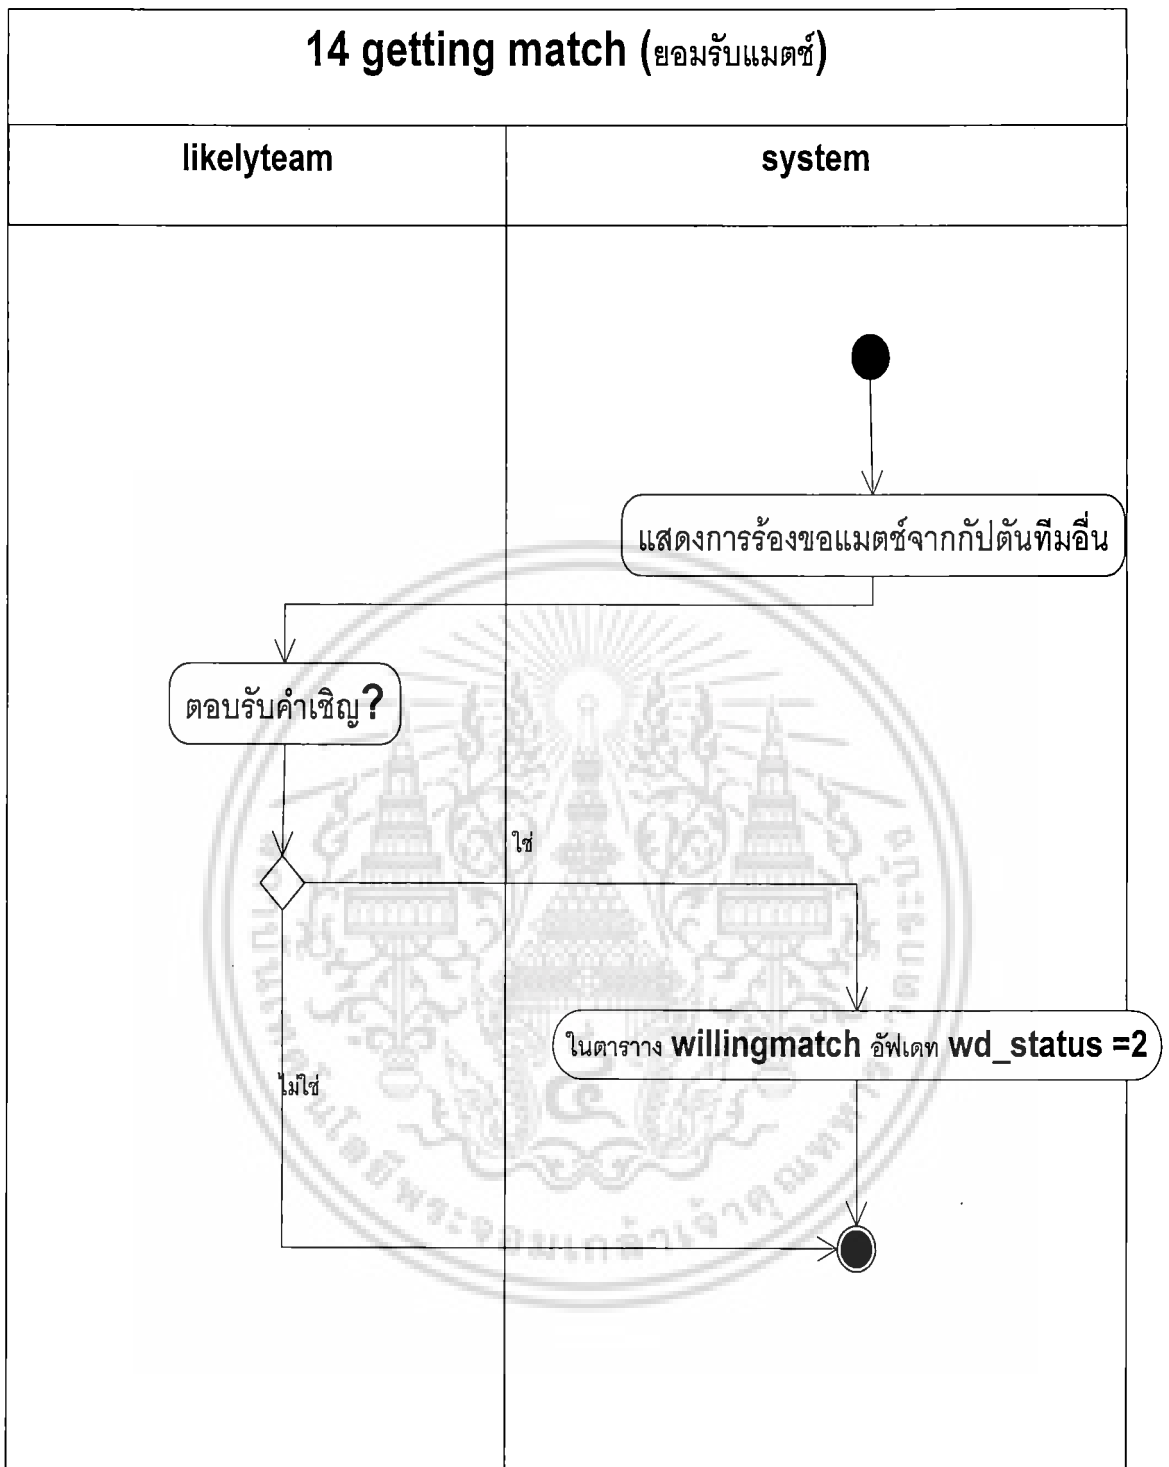 14 getting match (ยอมรับแมตช์)
likelyteam
system
แสดงการร้องขอแมตช์จากกัปตันทีมอื่น
ตอบรับคำเชิญ?
ใช่
ในตาราาง willingmatch อัฟเดท wd_status =2
ไม่ใช่